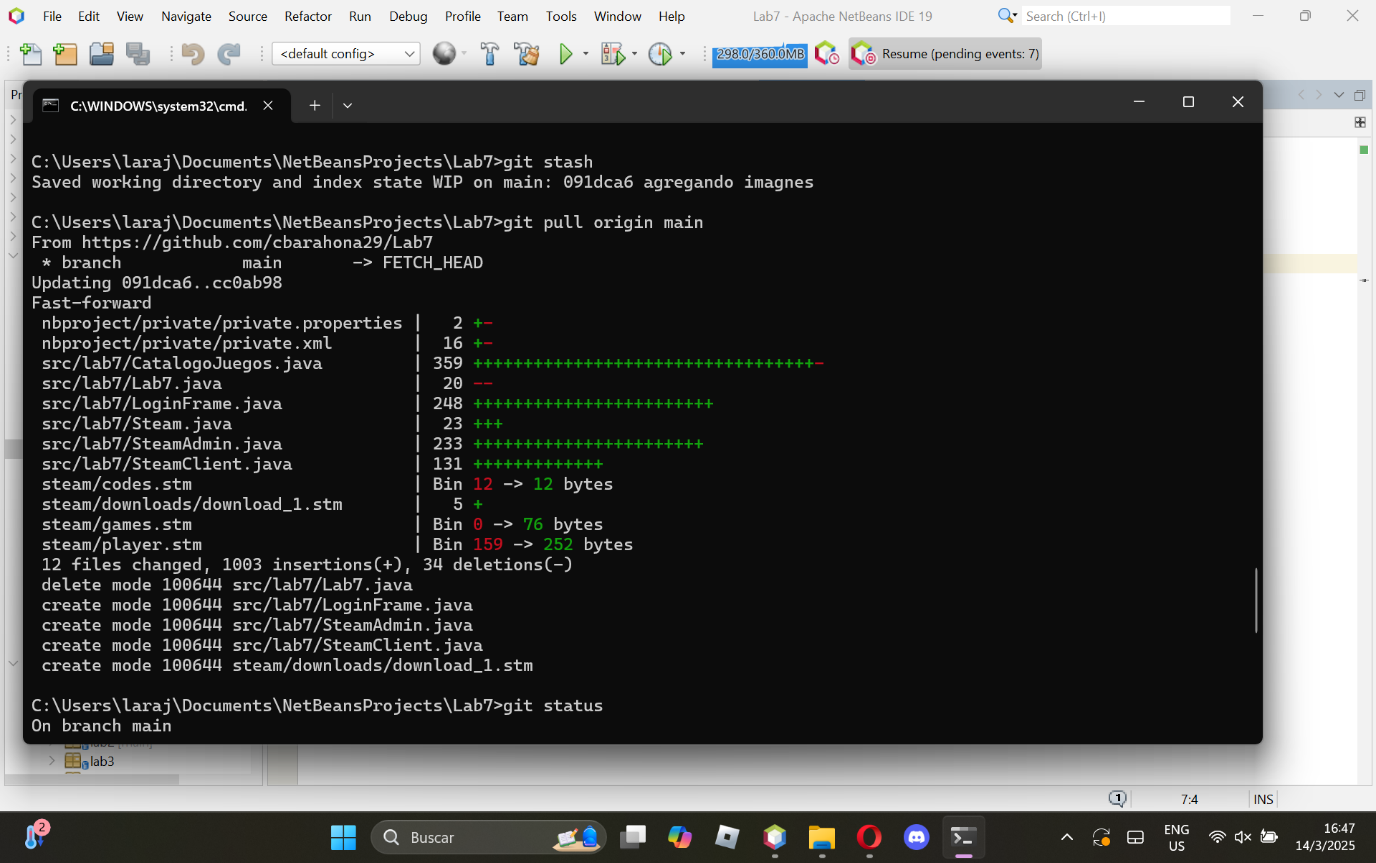 File Edit View Navigate Source Refactor Run Debug Profile Team Tools Window Help
Lab7 - Apache NetBeans IDE 19
Search (Ctrl+I)
<default config>
298.0/360.0MB
Resume (pending events: 7)
Pr
C:\WINDOWS\system32\cmd.
C:\Users\laraj\Documents\NetBeansProjects\Lab7>git stash
Saved working directory and index state WIP on main: 091dca6 agregando imagnes
C:\Users\laraj\Documents\NetBeansProjects\Lab7>git pull origin main
From https://github.com/cbarahona29/Lab7
* branch main -> FETCH_HEAD
Updating 091dca6..cc0ab98
Fast-forward
nbproject/private/private.properties | 2 +-
nbproject/private/private.xml | 16 +-
src/lab7/CatalogoJuegos.java | 359 ++++++++++++++++++++++++++++++++++-
src/lab7/Lab7.java | 20 --
src/lab7/LoginFrame.java | 248 ++++++++++++++++++++++++
src/lab7/Steam.java | 23 +++
src/lab7/SteamAdmin.java | 233 +++++++++++++++++++++++
src/lab7/SteamClient.java | 131 +++++++++++++
steam/codes.stm | Bin 12 -> 12 bytes
steam/downloads/download_1.stm | 5 +
steam/games.stm | Bin 0 -> 76 bytes
steam/player.stm | Bin 159 -> 252 bytes
12 files changed, 1003 insertions(+), 34 deletions(-)
delete mode 100644 src/lab7/Lab7.java
create mode 100644 src/lab7/LoginFrame.java
create mode 100644 src/lab7/SteamAdmin.java
create mode 100644 src/lab7/SteamClient.java
create mode 100644 steam/downloads/download_1.stm
C:\Users\laraj\Documents\NetBeansProjects\Lab7>git status
On branch main
lab3
1
7:4
INS
2
Buscar
ENG
US
16:47
14/3/2025